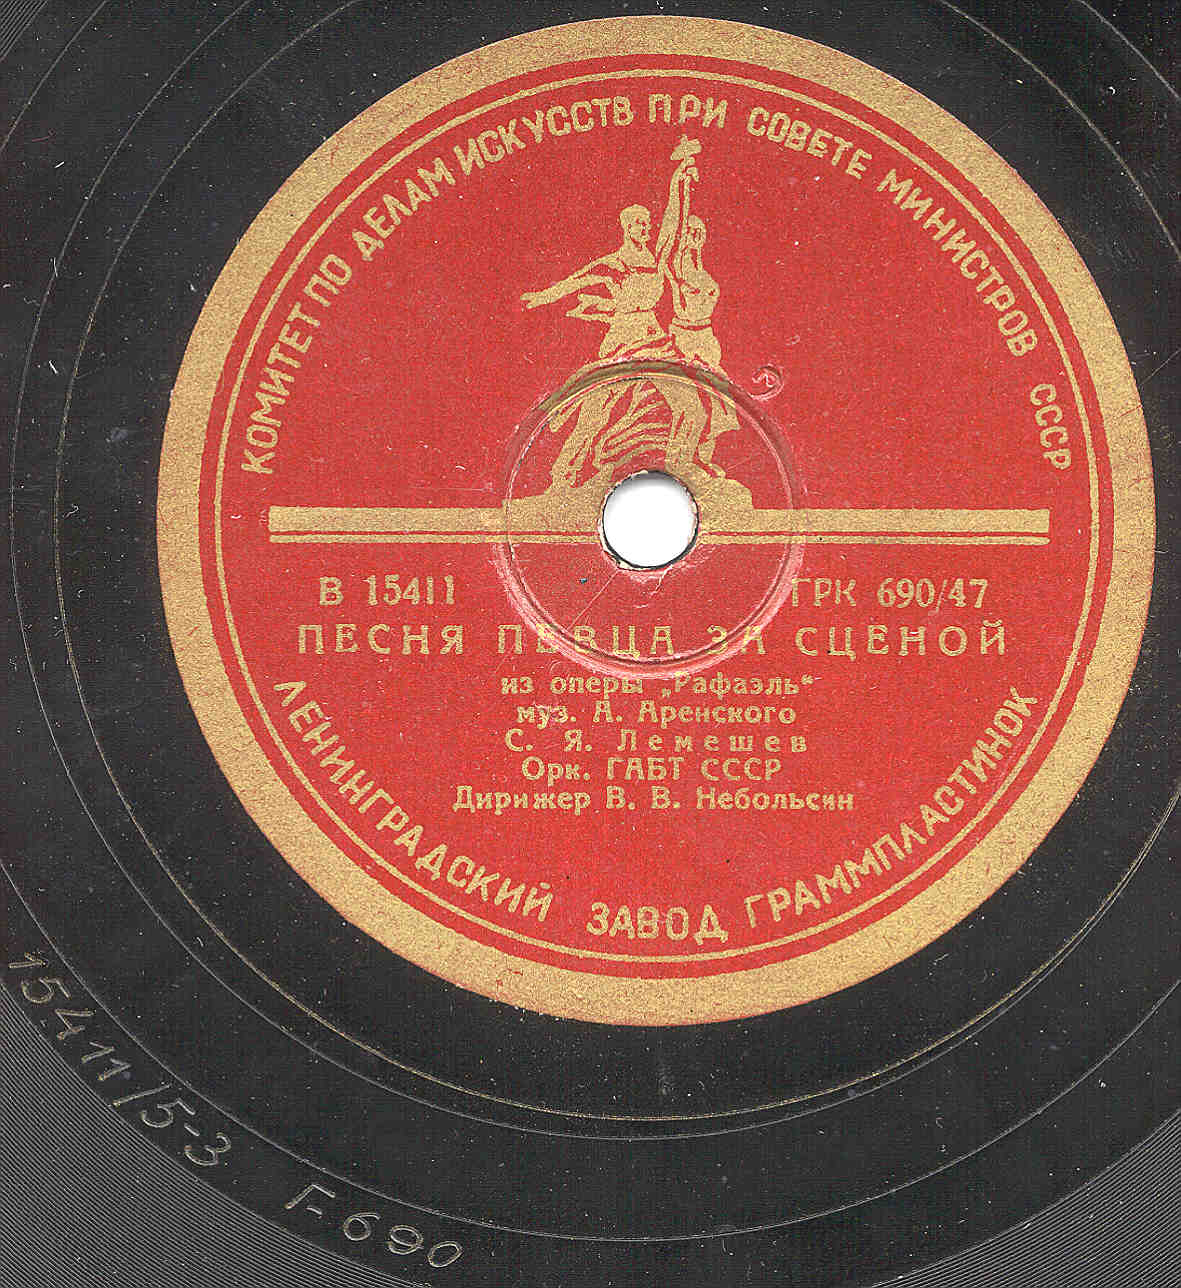 КОМИТЕТ ПО ДЕЛАМ ИСКУССТВ ПРИ СОВЕТЕ МИНИСТРОВ СССР
В 15411
ГРК 690/47
ПЕСНЯ ПЕВЦА ЗА СЦЕНОЙ
из оперы „Рафаэль“
муз. А. Аренского
С. Я. Лемешев
Орк. ГАБТ СССР
Дирижер В. В. Небольсин
ЛЕНИНГРАДСКИЙ ЗАВОД ГРАММПЛАСТИНОК
15411/5-3 Г-690